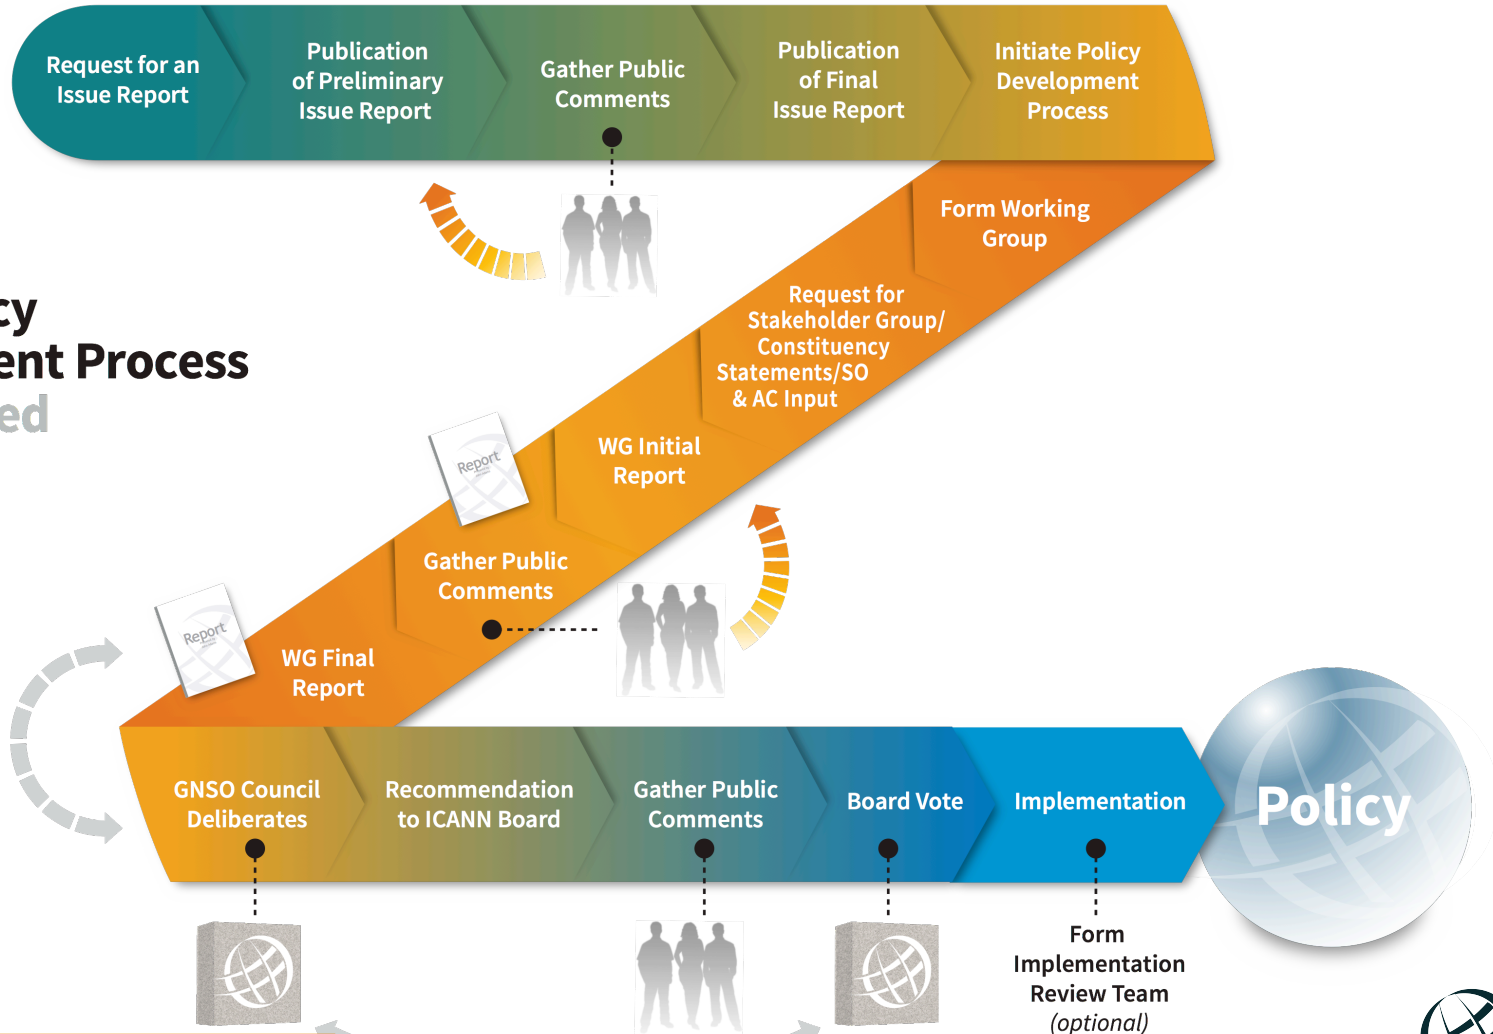 Request for an
Issue Report
Publication
of Preliminary
Issue Report
Gather Public
Comments
Publication
of Final
Issue Report
Initiate Policy
Development
Process
Form Working
Group
Request for
Stakeholder Group/
Constituency
Statements/SO
& AC Input
cy
ent Process
ed
WG Initial
Report
Report
Gather Public
Comments
Report
WG Final
Report
GNSO Council
Deliberates
Recommendation
to ICANN Board
Gather Public
Comments
Board Vote
Implementation
Policy
Form
Implementation
Review Team
(optional)